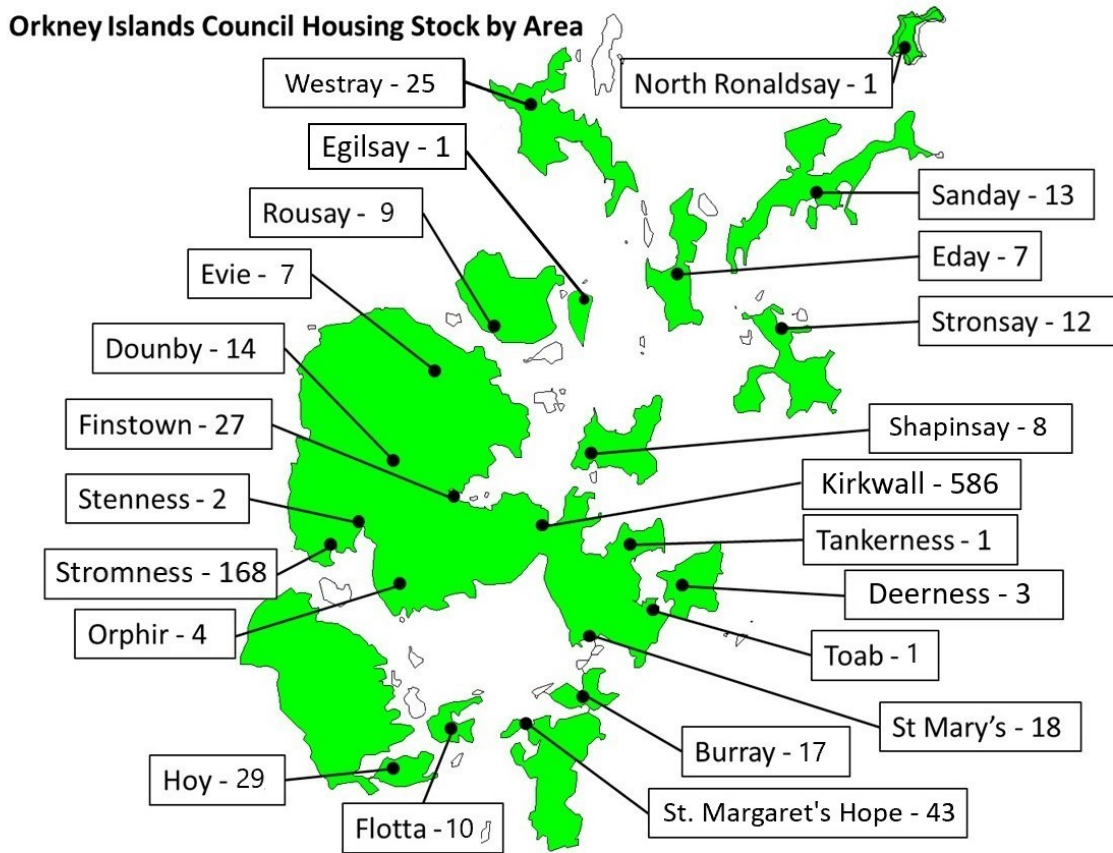 Orkney Islands Council Housing Stock by Area
Westray - 25
North Ronaldsay - 1
Egilsay - 1
Sanday - 13
Rousay - 9
Eday - 7
Evie - 7
Stronsay - 12
Dounby - 14
Finstown - 27
Shapinsay - 8
Kirkwall - 586
Stenness - 2
Tankerness - 1
Stromness - 168
Deerness - 3
Orphir - 4
Toab - 1
St Mary's - 18
Burray - 17
Hoy - 29
St. Margaret's Hope - 43
Flotta - 10